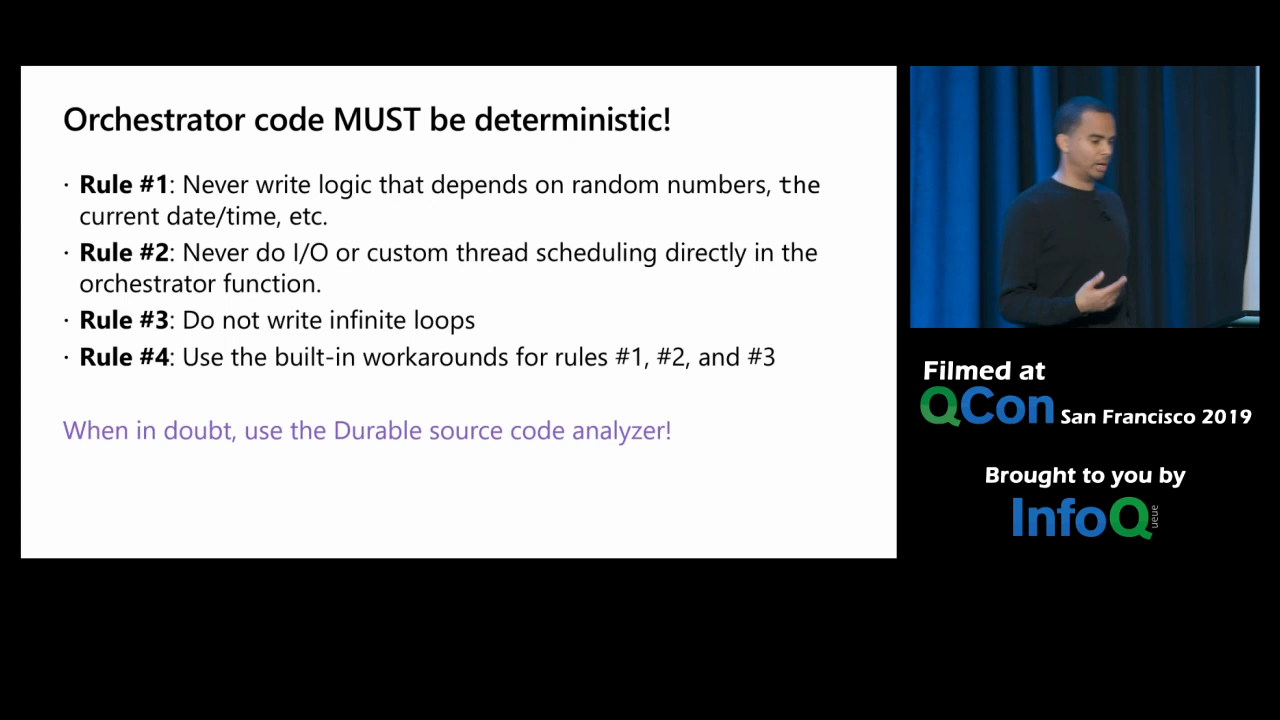 Orchestrator code MUST be deterministic!
· Rule #1: Never write logic that depends on random numbers, the
current date/time, etc.
· Rule #2: Never do I/O or custom thread scheduling directly in the
orchestrator function.
· Rule #3: Do not write infinite loops
· Rule #4: Use the built-in workarounds for rules #1, #2, and #3
When in doubt, use the Durable source code analyzer!
Filmed at
QCon San Francisco 2019
Brought to you by
InfoQueue